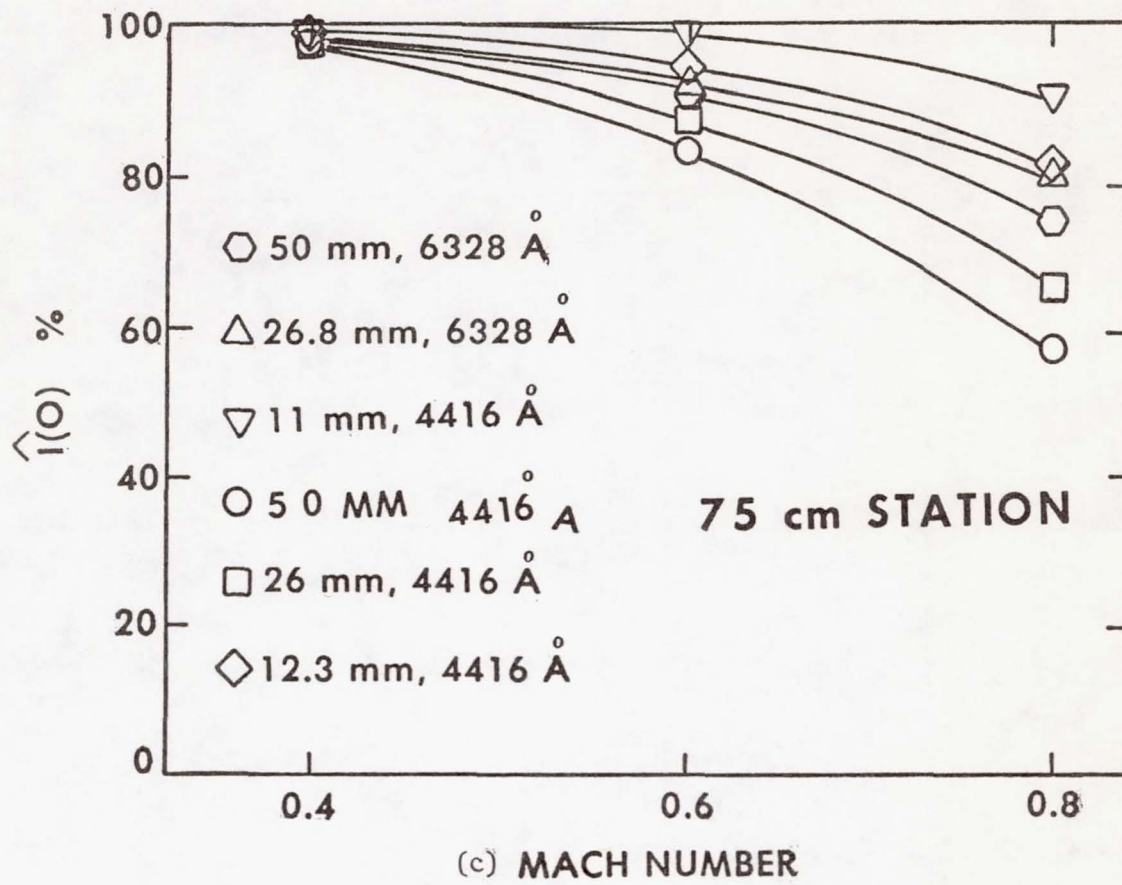 100
80
60
40
20
0
Î(O) %
50 mm, 6328 Å
26.8 mm, 6328 Å
11 mm, 4416 Å
5 0 MM 4416 Å
26 mm, 4416 Å
12.3 mm, 4416 Å
75 cm STATION
0.4 0.6 0.8
(c) MACH NUMBER